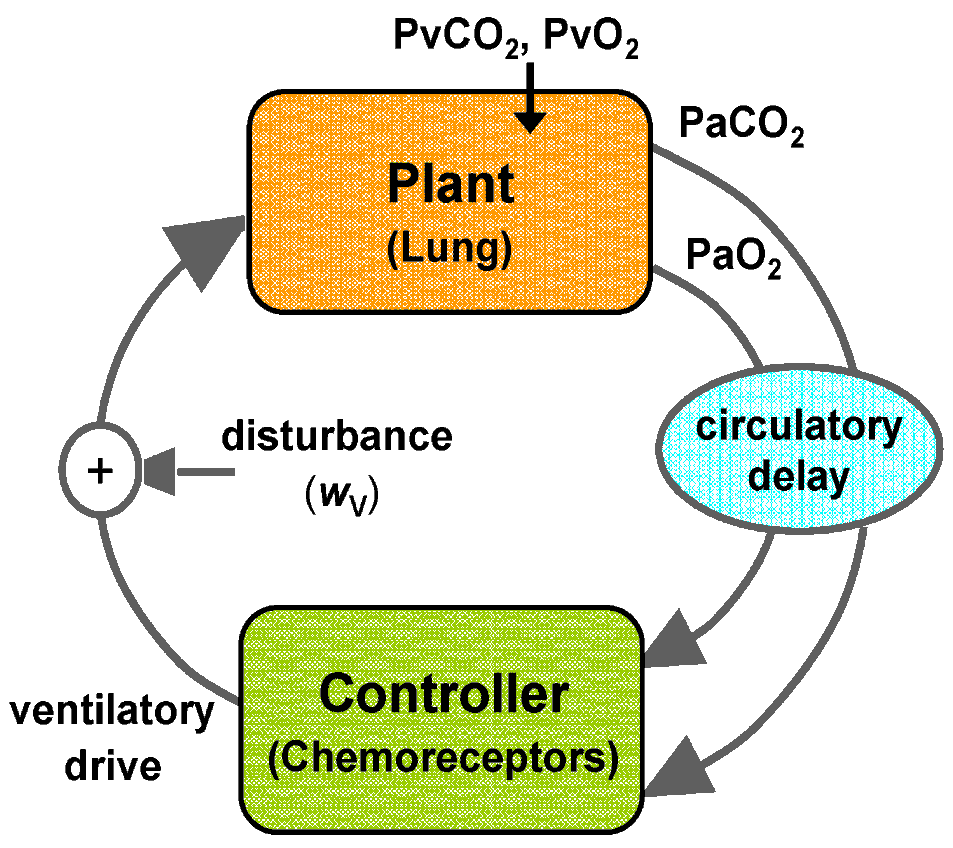 PvCO₂, PvO₂
Plant
(Lung)
PaCO₂
PaO₂
circulatory
delay
+
disturbance
(wV)
Controller
(Chemoreceptors)
ventilatory
drive